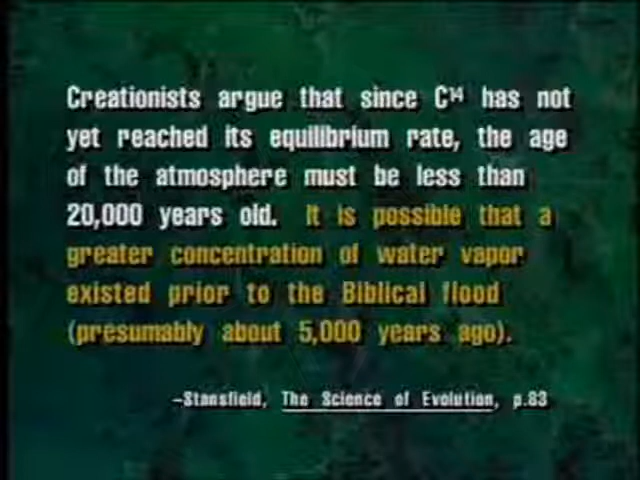 Creationists argue that since C¹⁴ has not
yet reached its equilibrium rate, the age
of the atmosphere must be less than
20,000 years old. It is possible that a
greater concentration of water vapor
existed prior to the Biblical flood
(presumably about 5,000 years ago).
-Stansfield, The Science of Evolution, p.83